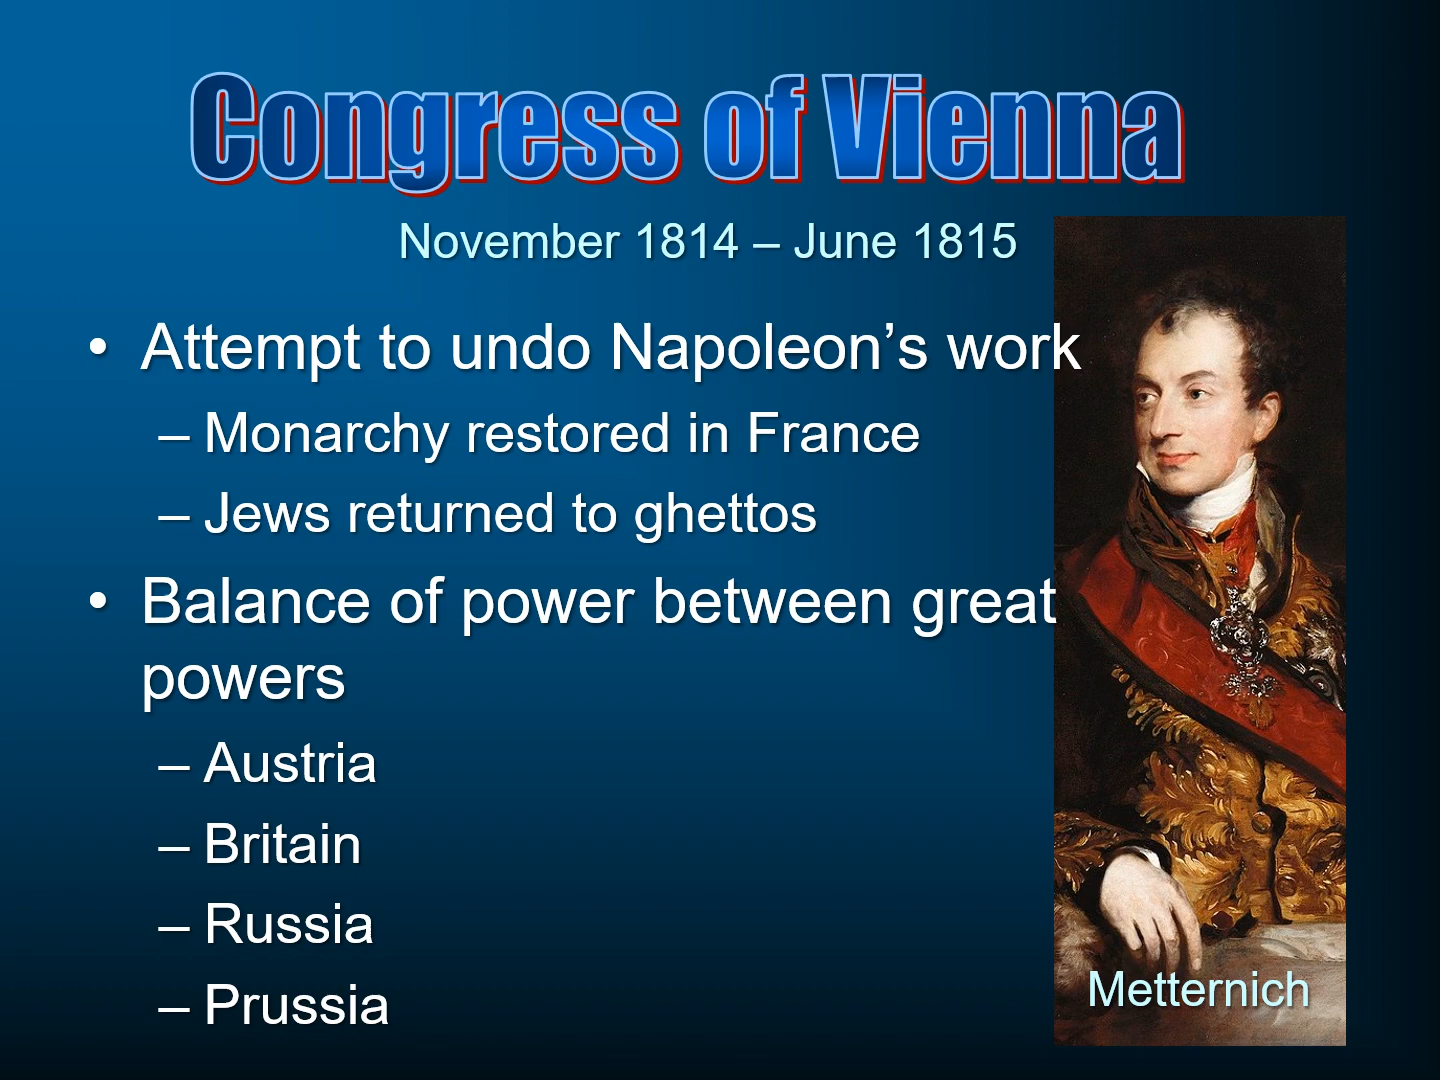 Congress of Vienna
November 1814 – June 1815
• Attempt to undo Napoleon’s work
– Monarchy restored in France
– Jews returned to ghettos
• Balance of power between great
powers
– Austria
– Britain
– Russia
– Prussia
Metternich